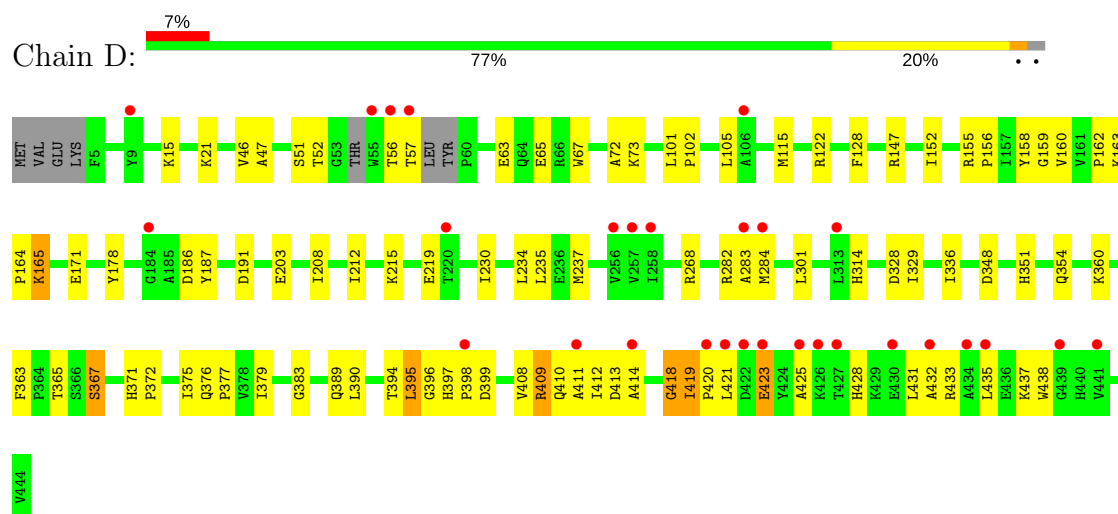 7%
Chain D:
77% 20% • •
MET VAL GLU LYS F5 Y9 K15 K21 V46 A47 S51 T52 G53 THR W55 T56 T57 LEU TYR P60 E63 Q64 E65 R66 W67 A72 K73 L101 P102 L105 A106 M115 R122 F128 R147 I152 R155 P156 I157 Y158 G159 V160 V161 P162 K163
P164 K165 E171 Y178 G184 A185 D186 Y187 D191 E203 I208 I212 K215 E219 T220 I230 L234 L235 E236 M237 V256 V257 I258 R268 R282 A283 M284 L301 L313 H314 D328 I329 I336 D348 H351 Q354 K360
F363 P364 T365 S366 S367 H371 P372 I375 Q376 P377 V378 I379 G383 Q389 L390 T394 L395 G396 H397 P398 D399 V408 R409 Q410 A411 I412 D413 A414 G418 I419 P420 L421 D422 E423 Y424 A425 K426 T427 H428 K429 E430 L431 A432 R433 A434 L435 E436 K437 W438 G439 H440 V441
V444